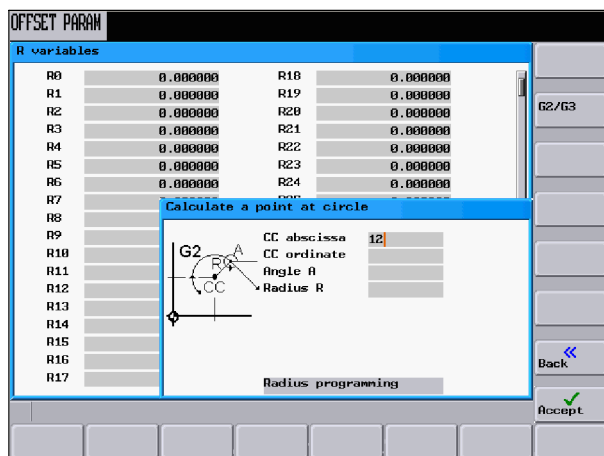 OFFSET PARAM
R variables
R0 0.000000 R18 0.000000
R1 0.000000 R19 0.000000
R2 0.000000 R20 0.000000
R3 0.000000 R21 0.000000
R4 0.000000 R22 0.000000
R5 0.000000 R23 0.000000
R6 0.000000 R24 0.000000
R7
R8
R9
R10
R11
R12
R13
R14
R15
R16
R17
Calculate a point at circle
CC abscissa 12
CC ordinate
Angle A
Radius R
G2
R
A
CC
Radius programming
G2/G3
Back
Accept